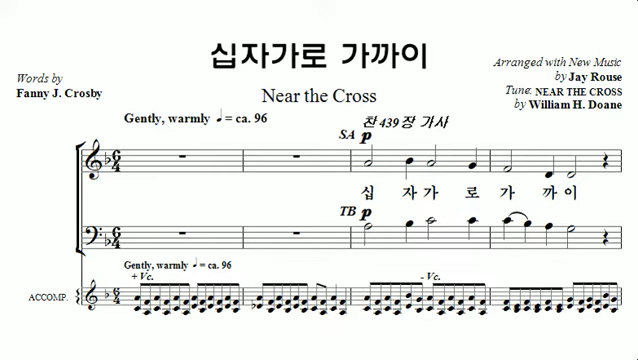 십자가로 가까이
Near the Cross
Words by
Fanny J. Crosby
Arranged with New Music
by Jay Rouse
Tune: NEAR THE CROSS
by William H. Doane
Gently, warmly ♩= ca. 96
찬 439 장 가사
SA p
십 자 가 로 가 까 이
TB p
Gently, warmly ♩= ca. 96
+ Vc.
- Vc.
ACCOMP.